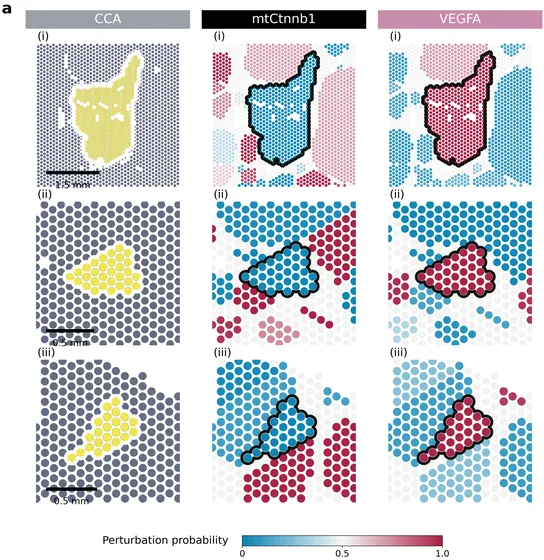 a
CCA mtCtnnb1 VEGFA
(i) (i) (i)
1.5 mm
(ii) (ii) (ii)
0.5 mm
(iii) (iii) (iii)
0.5 mm
Perturbation probability
0 0.5 1.0